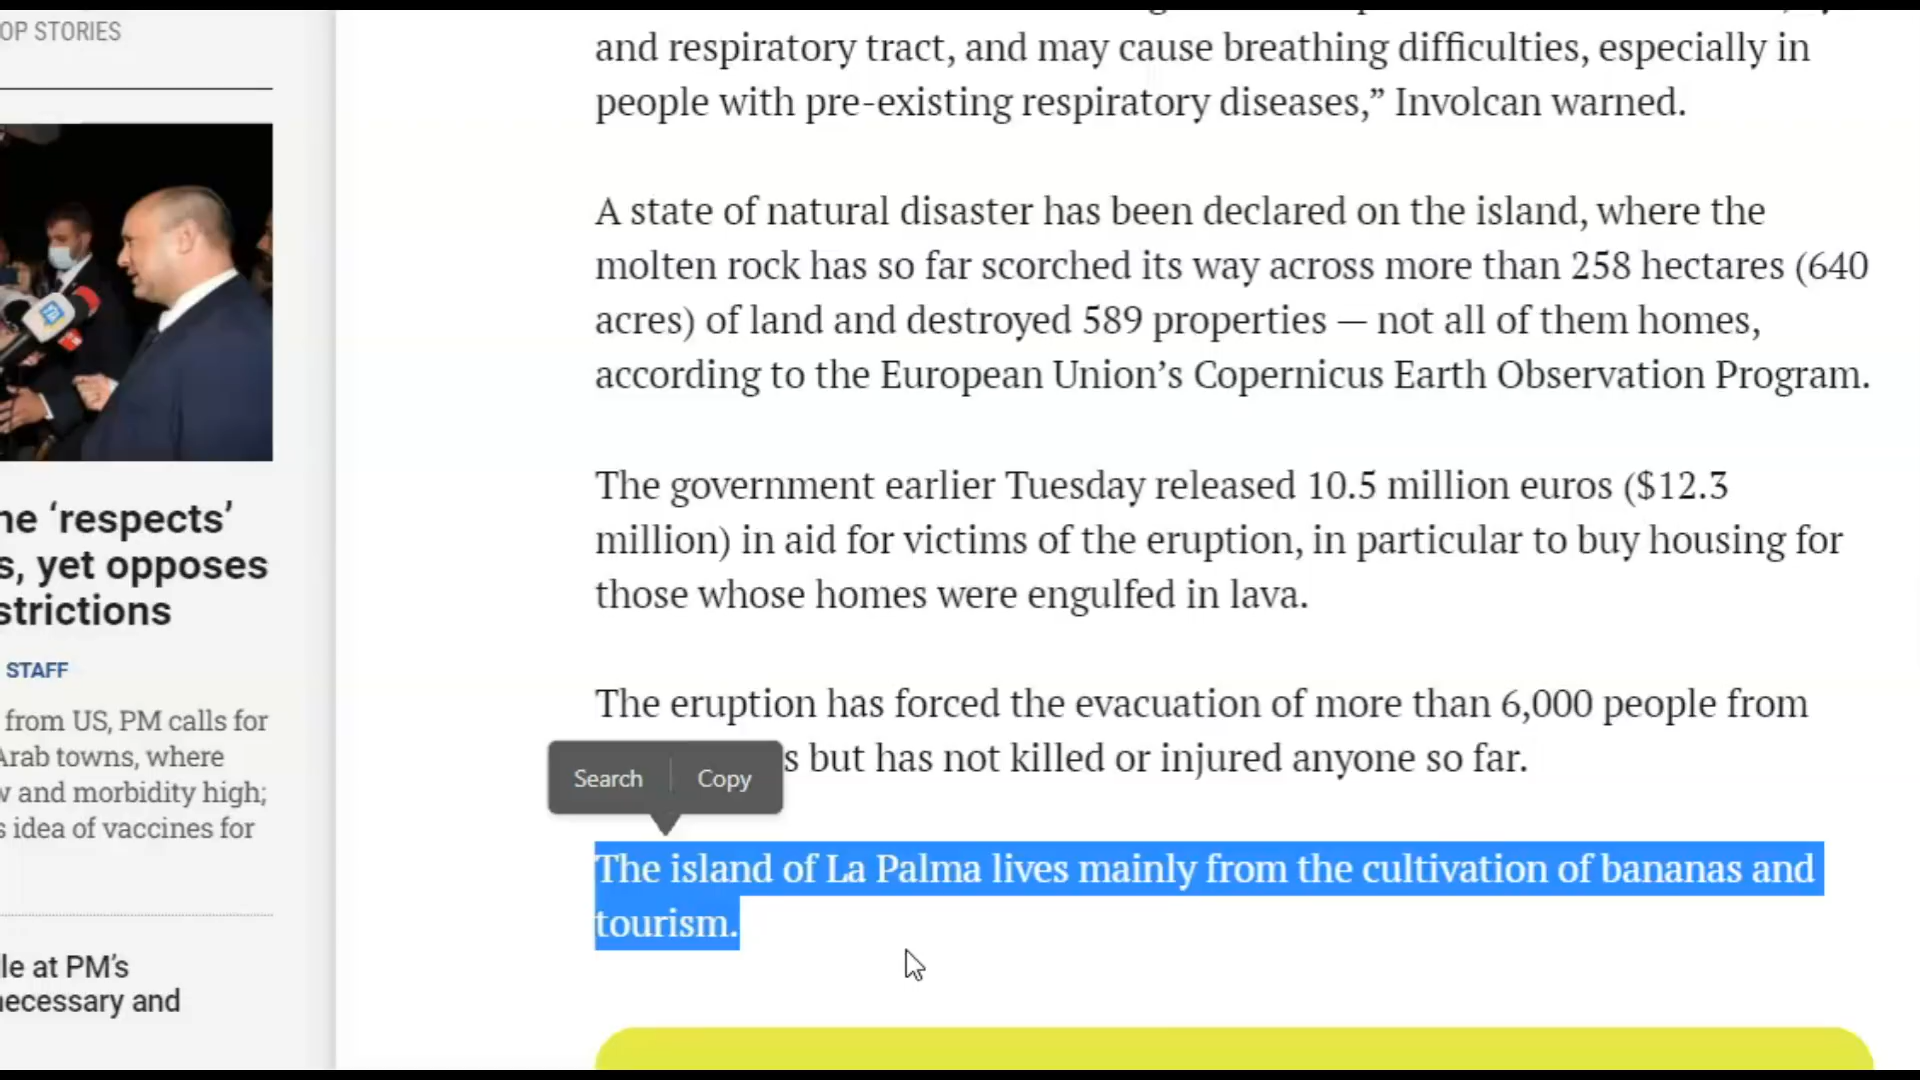 OP STORIES
he ‘respects’
s, yet opposes
strictions
STAFF
from US, PM calls for
Arab towns, where
w and morbidity high;
s idea of vaccines for
le at PM’s
necessary and
and respiratory tract, and may cause breathing difficulties, especially in
people with pre-existing respiratory diseases,” Involcan warned.
A state of natural disaster has been declared on the island, where the
molten rock has so far scorched its way across more than 258 hectares (640
acres) of land and destroyed 589 properties — not all of them homes,
according to the European Union’s Copernicus Earth Observation Program.
The government earlier Tuesday released 10.5 million euros ($12.3
million) in aid for victims of the eruption, in particular to buy housing for
those whose homes were engulfed in lava.
The eruption has forced the evacuation of more than 6,000 people from
s but has not killed or injured anyone so far.
Search Copy
The island of La Palma lives mainly from the cultivation of bananas and
tourism.